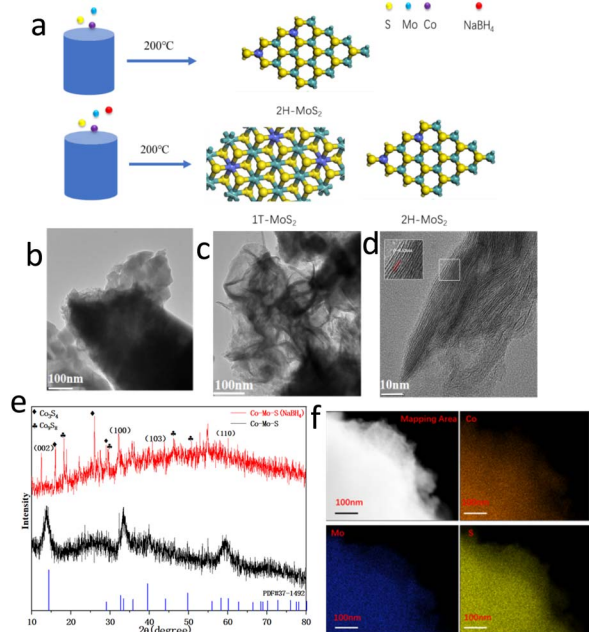 a
S Mo Co NaBH₄
200℃
2H-MoS₂
200℃
1T-MoS₂ 2H-MoS₂
b
100nm
c
100nm
d
10nm
e
♦ Co₃S₄
♣ Co₉S₈
Co-Mo-S(NaBH₄)
Co-Mo-S
(002)
(100)
(103)
(110)
Intensity
PDF#37-1492
10 20 30 40 50 60 70 80
2θ(degree)
f
Mapping Area
100nm
Co
100nm
Mo
100nm
S
100nm